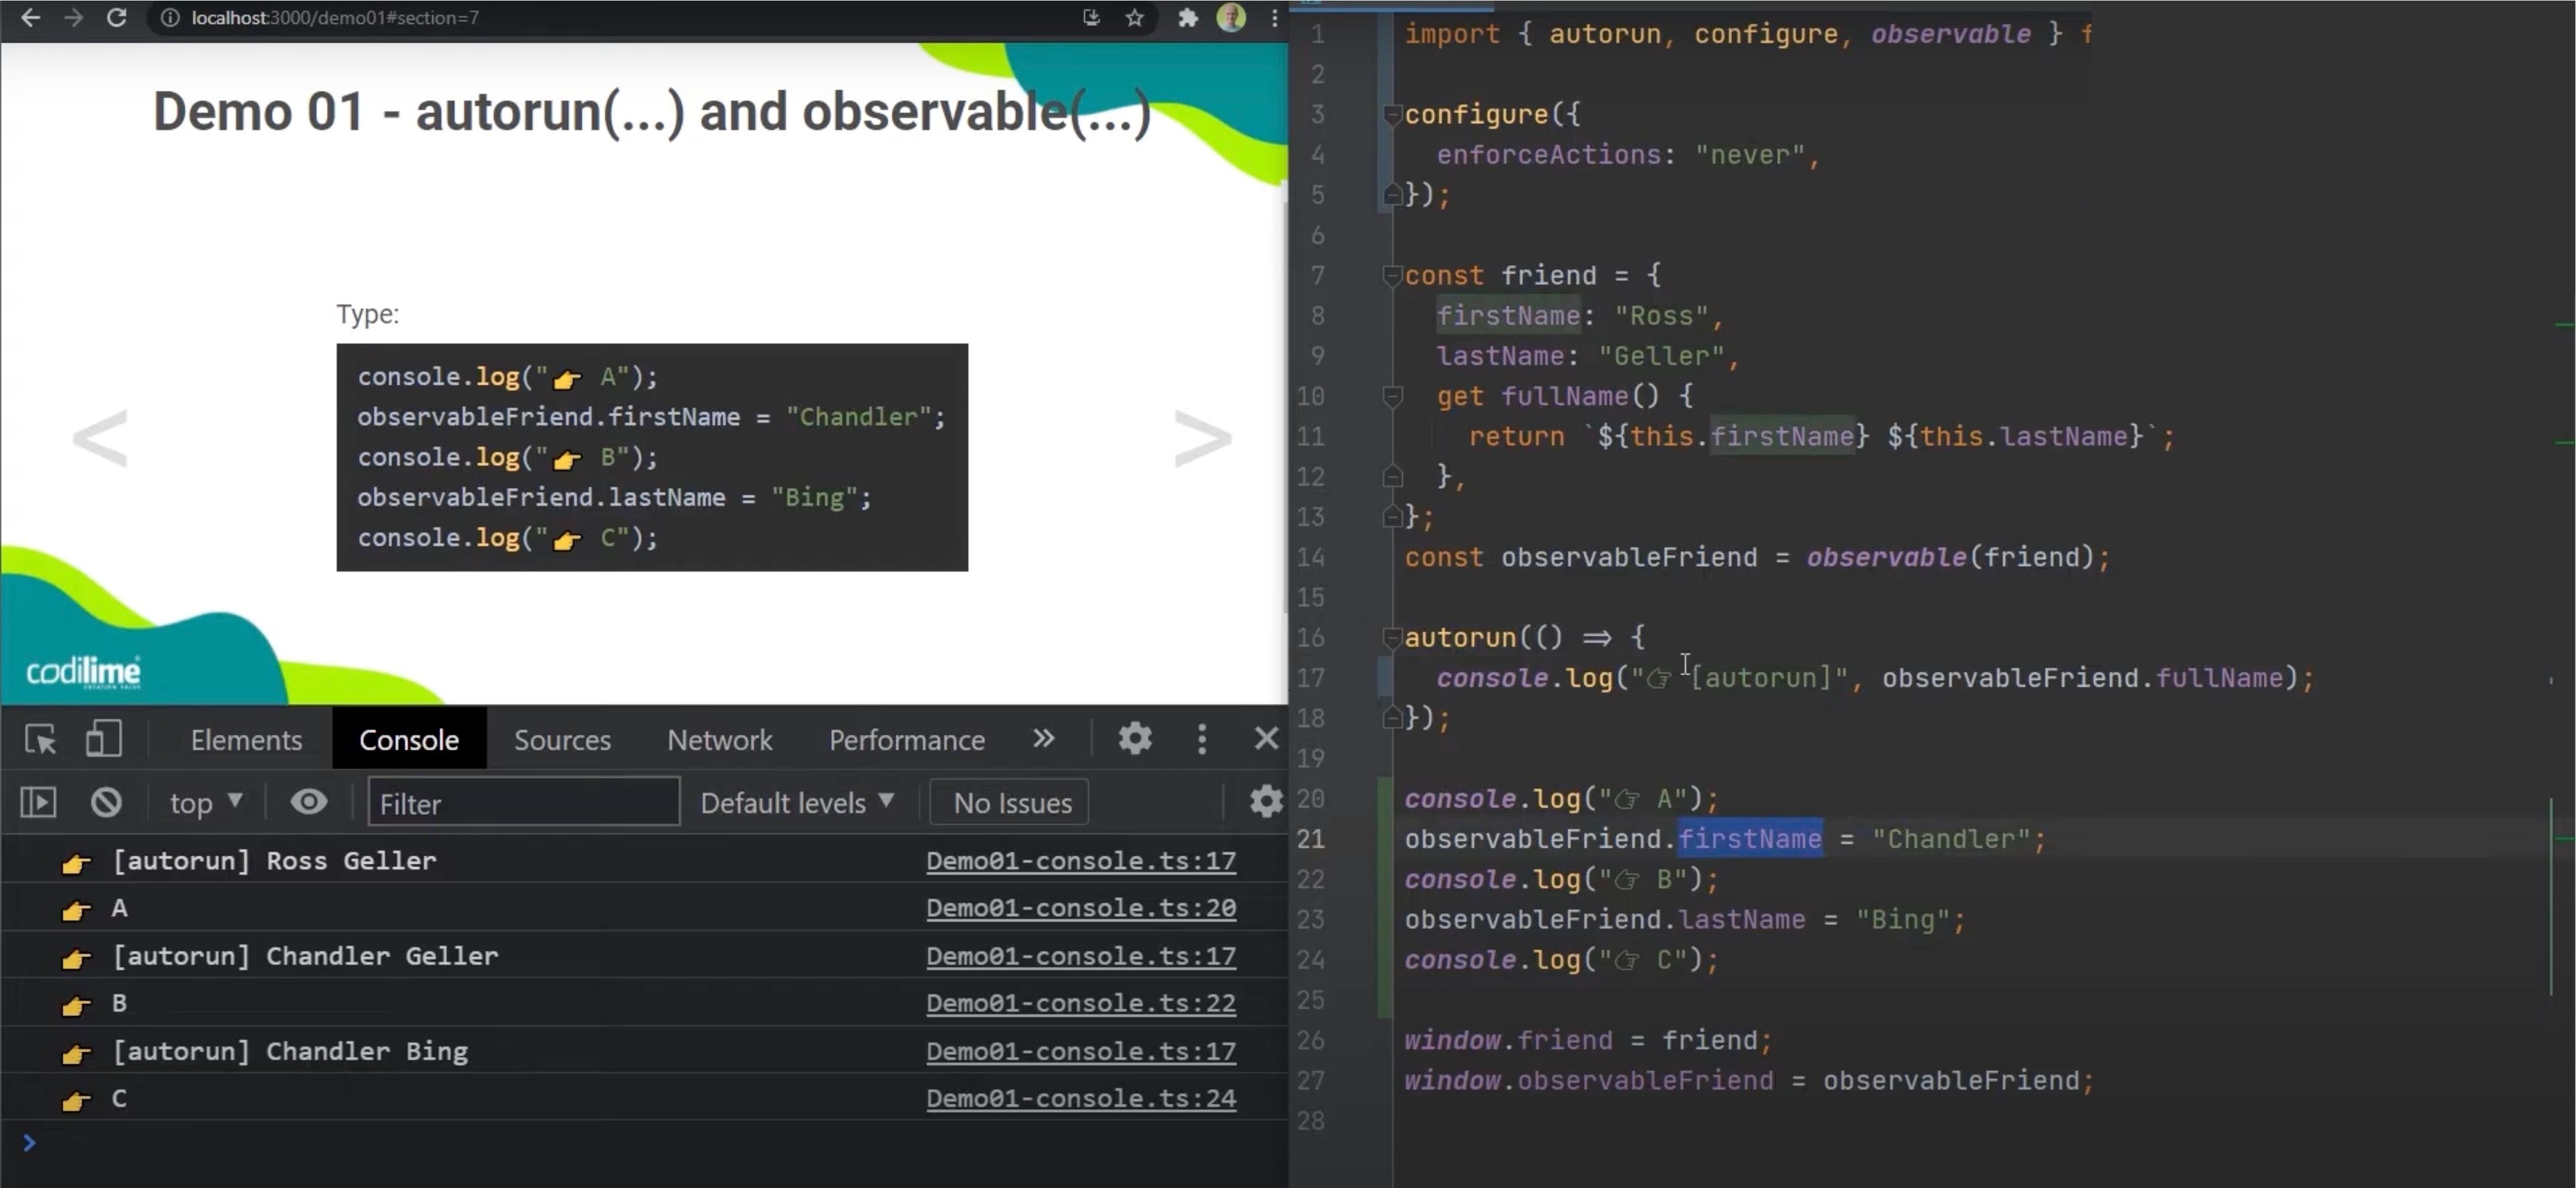 localhost:3000/demo01#section=7
Demo 01 - autorun(...) and observable(...)
Type:
console.log("👉 A");
observableFriend.firstName = "Chandler";
console.log("👉 B");
observableFriend.lastName = "Bing";
console.log("👉 C");
<
>
codilime
Elements Console Sources Network Performance »
top ▼ Filter Default levels ▼ No Issues
👉 [autorun] Ross Geller Demo01-console.ts:17
👉 A Demo01-console.ts:20
👉 [autorun] Chandler Geller Demo01-console.ts:17
👉 B Demo01-console.ts:22
👉 [autorun] Chandler Bing Demo01-console.ts:17
👉 C Demo01-console.ts:24
>
1 import { autorun, configure, observable } f
2
3 configure({
4 enforceActions: "never",
5 });
6
7 const friend = {
8 firstName: "Ross",
9 lastName: "Geller",
10 get fullName() {
11 return `${this.firstName} ${this.lastName}`;
12 },
13 };
14 const observableFriend = observable(friend);
15
16 autorun(() => {
17 console.log("👉 [autorun]", observableFriend.fullName);
18 });
19
20 console.log("👉 A");
21 observableFriend.firstName = "Chandler";
22 console.log("👉 B");
23 observableFriend.lastName = "Bing";
24 console.log("👉 C");
25
26 window.friend = friend;
27 window.observableFriend = observableFriend;
28